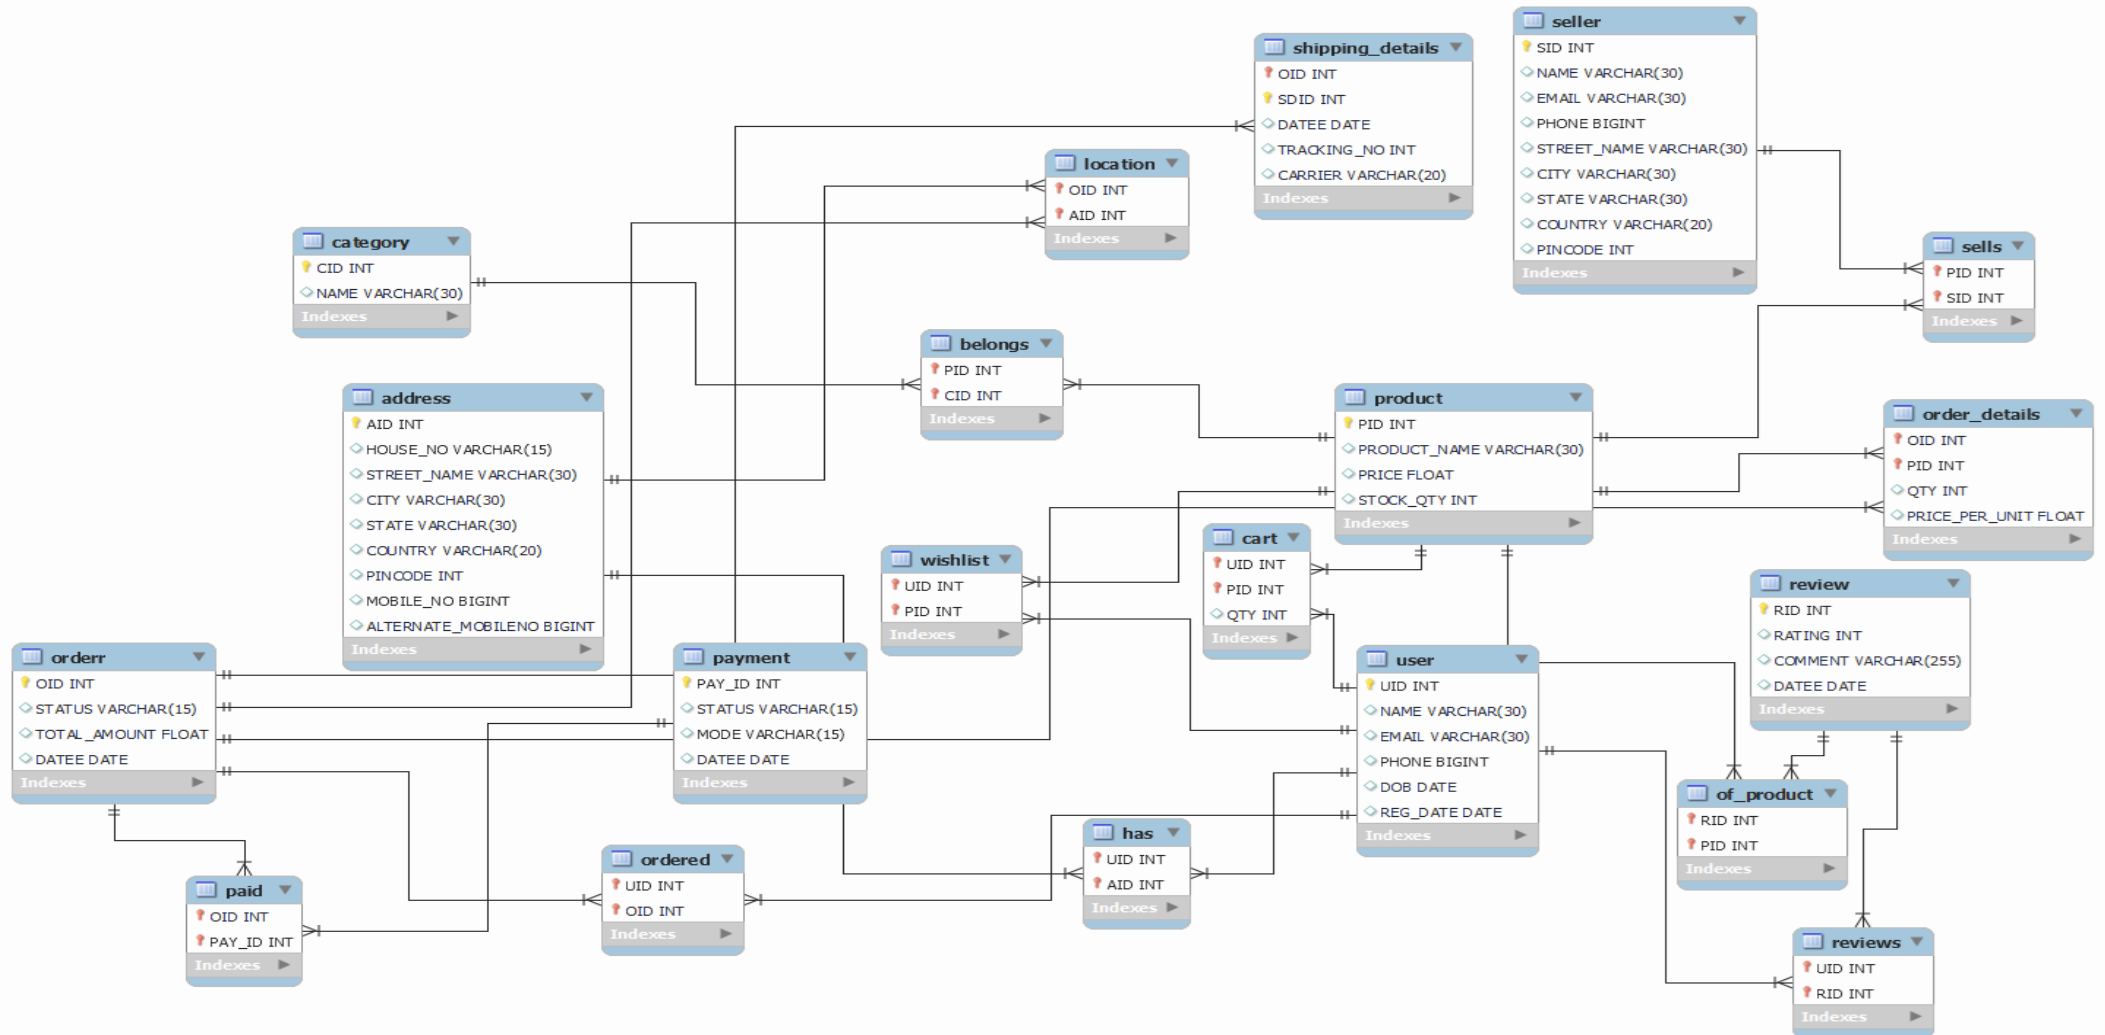 seller
SID INT
NAME VARCHAR(30)
EMAIL VARCHAR(30)
PHONE BIGINT
STREET_NAME VARCHAR(30)
CITY VARCHAR(30)
STATE VARCHAR(30)
COUNTRY VARCHAR(20)
PINCODE INT
Indexes
shipping_details
OID INT
SDID INT
DATEE DATE
TRACKING_NO INT
CARRIER VARCHAR(20)
Indexes
location
OID INT
AID INT
Indexes
category
CID INT
NAME VARCHAR(30)
Indexes
sells
PID INT
SID INT
Indexes
belongs
PID INT
CID INT
Indexes
address
AID INT
HOUSE_NO VARCHAR(15)
STREET_NAME VARCHAR(30)
CITY VARCHAR(30)
STATE VARCHAR(30)
COUNTRY VARCHAR(20)
PINCODE INT
MOBILE_NO BIGINT
ALTERNATE_MOBILENO BIGINT
Indexes
product
PID INT
PRODUCT_NAME VARCHAR(30)
PRICE FLOAT
STOCK_QTY INT
Indexes
order_details
OID INT
PID INT
QTY INT
PRICE_PER_UNIT FLOAT
Indexes
wishlist
UID INT
PID INT
Indexes
cart
UID INT
PID INT
QTY INT
Indexes
review
RID INT
RATING INT
COMMENT VARCHAR(255)
DATEE DATE
Indexes
orderr
OID INT
STATUS VARCHAR(15)
TOTAL_AMOUNT FLOAT
DATEE DATE
Indexes
payment
PAY_ID INT
STATUS VARCHAR(15)
MODE VARCHAR(15)
DATEE DATE
Indexes
user
UID INT
NAME VARCHAR(30)
EMAIL VARCHAR(30)
PHONE BIGINT
DOB DATE
REG_DATE DATE
Indexes
of_product
RID INT
PID INT
Indexes
has
UID INT
AID INT
Indexes
ordered
UID INT
OID INT
Indexes
paid
OID INT
PAY_ID INT
Indexes
reviews
UID INT
RID INT
Indexes